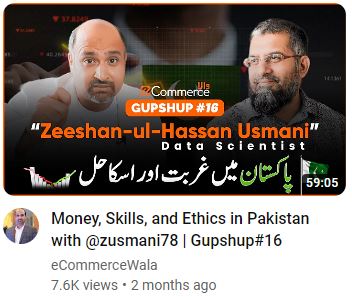 eCommerceWala
GUPSHUP #16
"Zeeshan-ul-Hassan Usmani"
Data Scientist
پاکستان میں غربت اور اسکا حل
59:05
Money, Skills, and Ethics in Pakistan
with @zusmani78 | Gupshup#16
eCommerceWala
7.6K views • 2 months ago